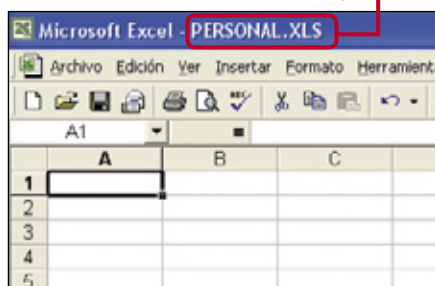 Microsoft Excel - PERSONAL.XLS
Archivo Edición Ver Insertar Formato Herramient
A1
A B C
1
2
3
4
5